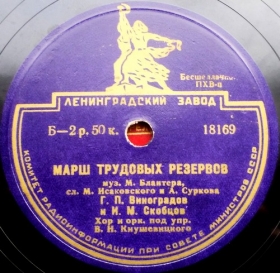 Бесшеллачная
ПХВ-п
ЛЕНИНГРАДСКИЙ ЗАВОД
Б—2 р. 50 к.
18169
МАРШ ТРУДОВЫХ РЕЗЕРВОВ
муз. М. Блантера,
сл. М. Исаковского и А. Суркова
Г. П. Виноградов
и И. М. Скобцов
Хор и орк. под упр.
В. Н. Кнушевицкого
КОМИТЕТ РАДИОИНФОРМАЦИИ ПРИ СОВЕТЕ МИНИСТРОВ СССР